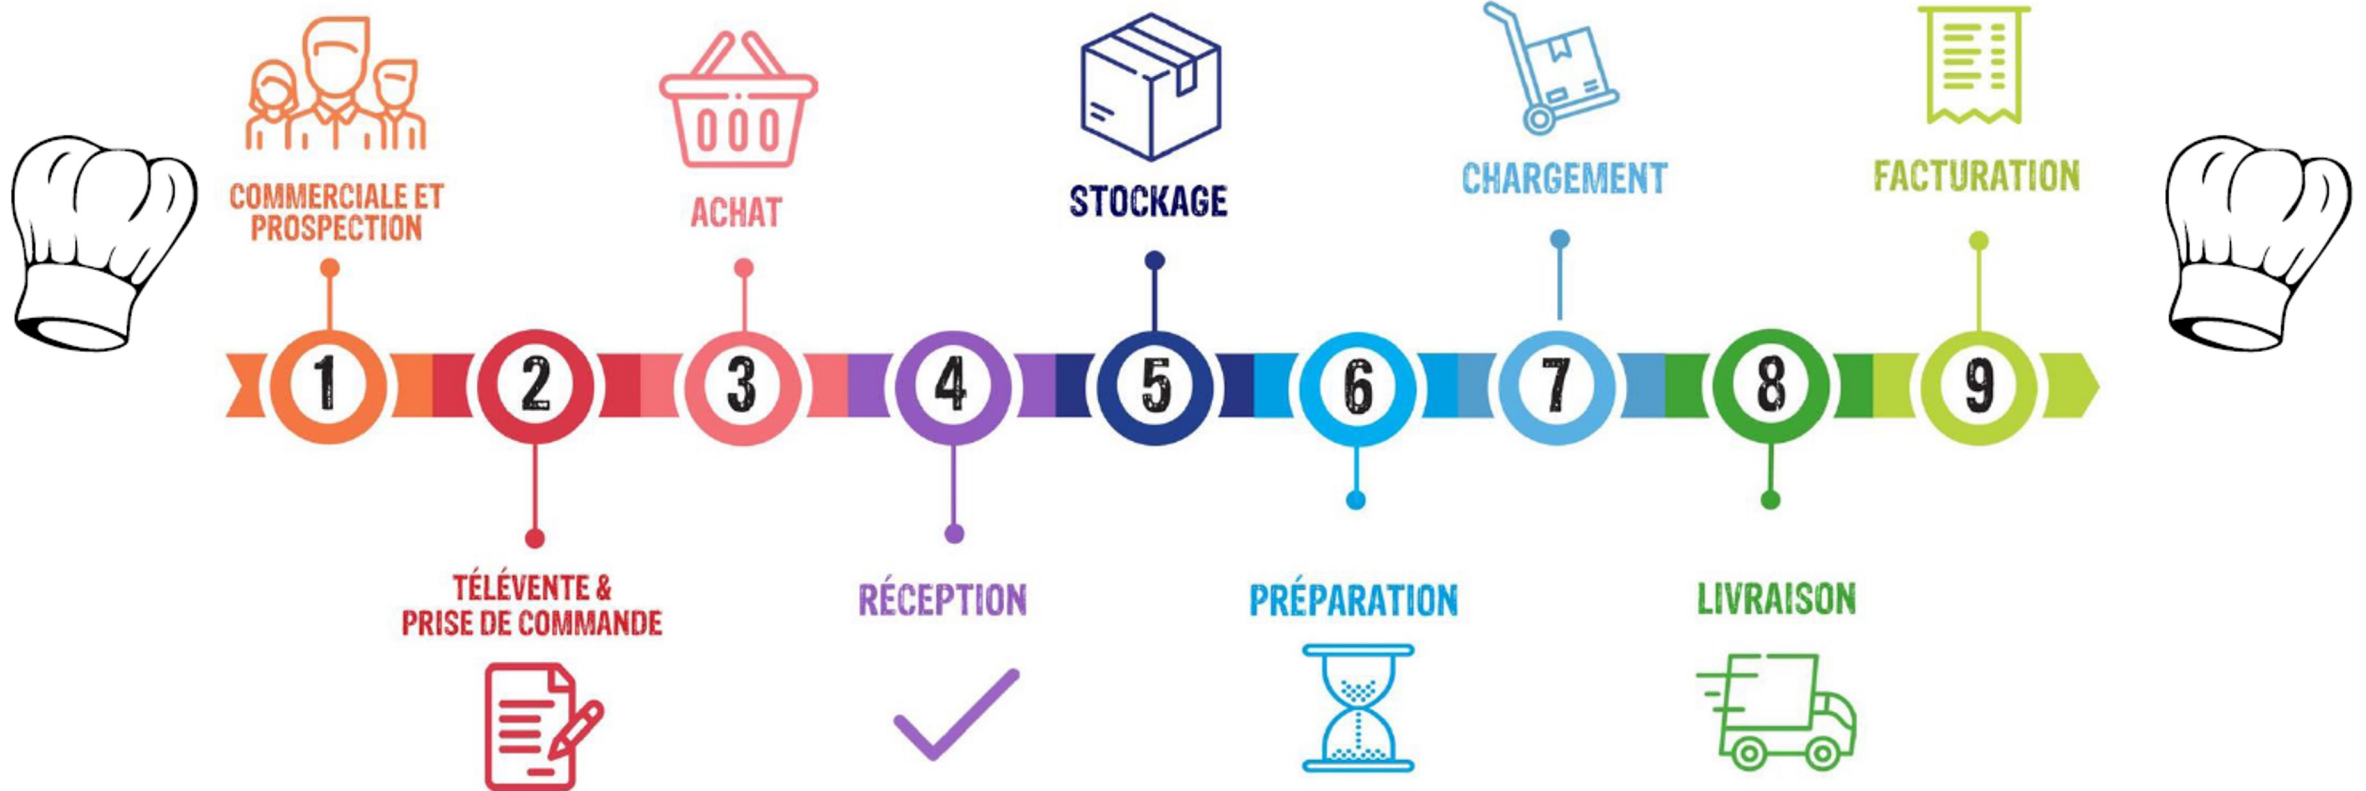 COMMERCIALE ET
PROSPECTION
ACHAT
STOCKAGE
CHARGEMENT
FACTURATION
1
2
3
4
5
6
7
8
9
TÉLÉVENTE &
PRISE DE COMMANDE
RÉCEPTION
PRÉPARATION
LIVRAISON